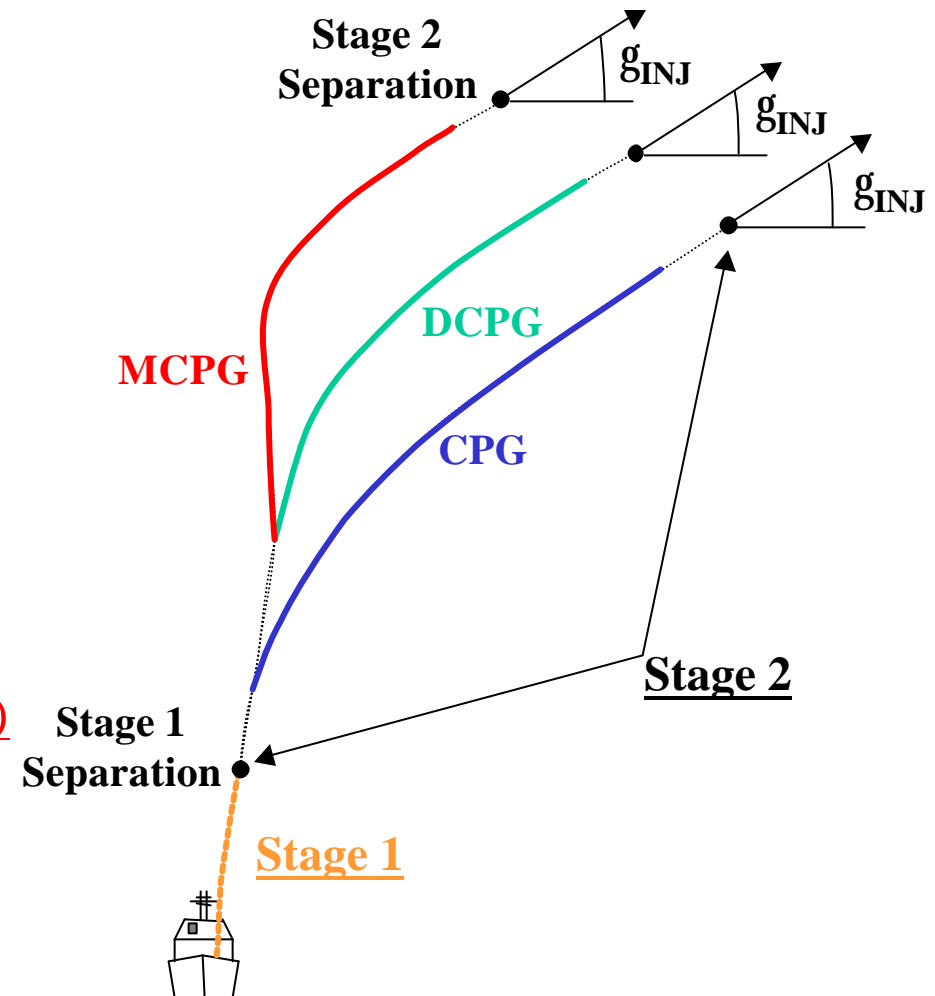 Stage 2
Separation
gINJ
gINJ
gINJ
DCPG
MCPG
CPG
Stage 2
)
Stage 1
Separation
Stage 1